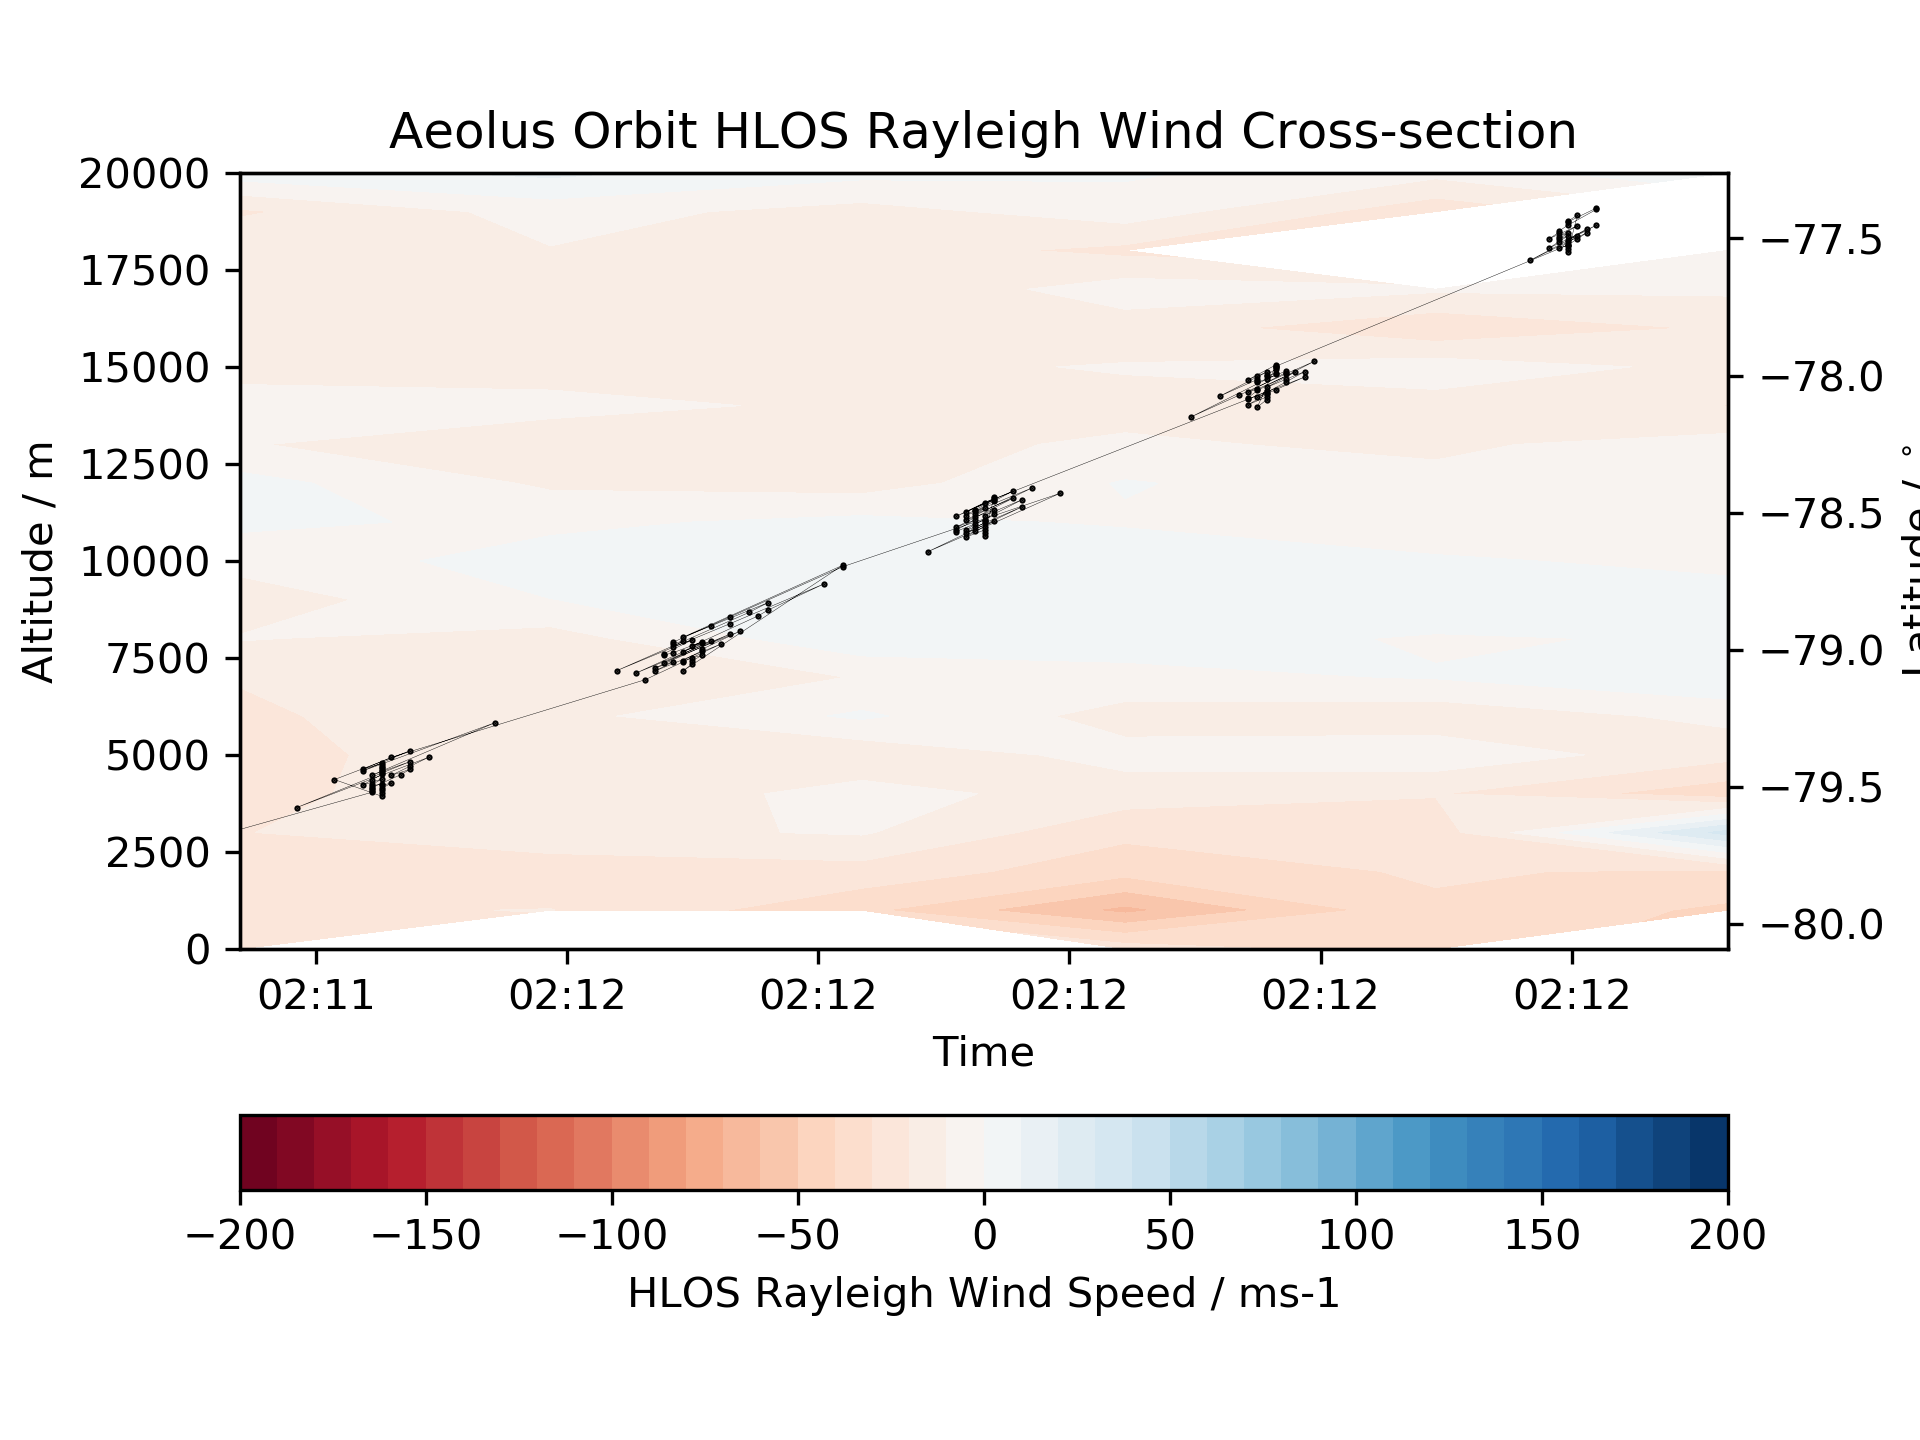 Aeolus Orbit HLOS Rayleigh Wind Cross-section
20000
17500
15000
12500
10000
7500
5000
2500
0
Altitude / m
−77.5
−78.0
−78.5
−79.0
−79.5
−80.0
Latitude / °
02:11 02:12 02:12 02:12 02:12 02:12
Time
−200 −150 −100 −50 0 50 100 150 200
HLOS Rayleigh Wind Speed / ms-1